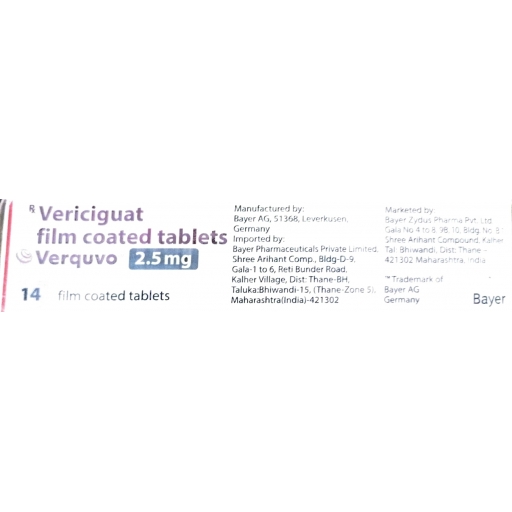 ℞ Vericiguat
film coated tablets
Verquvo 2.5 mg
14 film coated tablets
Manufactured by:
Bayer AG, 51368, Leverkusen,
Germany
Imported by:
Bayer Pharmaceuticals Private Limited,
Shree Arihant Comp., Bldg-D-9,
Gala-1 to 6, Reti Bunder Road,
Kalher Village, Dist: Thane-BH,
Taluka:Bhiwandi-15, (Thane-Zone 5),
Maharashtra(India)-421302
Marketed by:
Bayer Zydus Pharma Pvt. Ltd.
Gala No. 4 to 8, 9B, 10, Bldg. No.
Shree Arihant Compound, Kalher
Tal: Bhiwandi, Dist: Thane -
421302 Maharashtra, India
™Trademark of
Bayer AG
Germany
Bayer